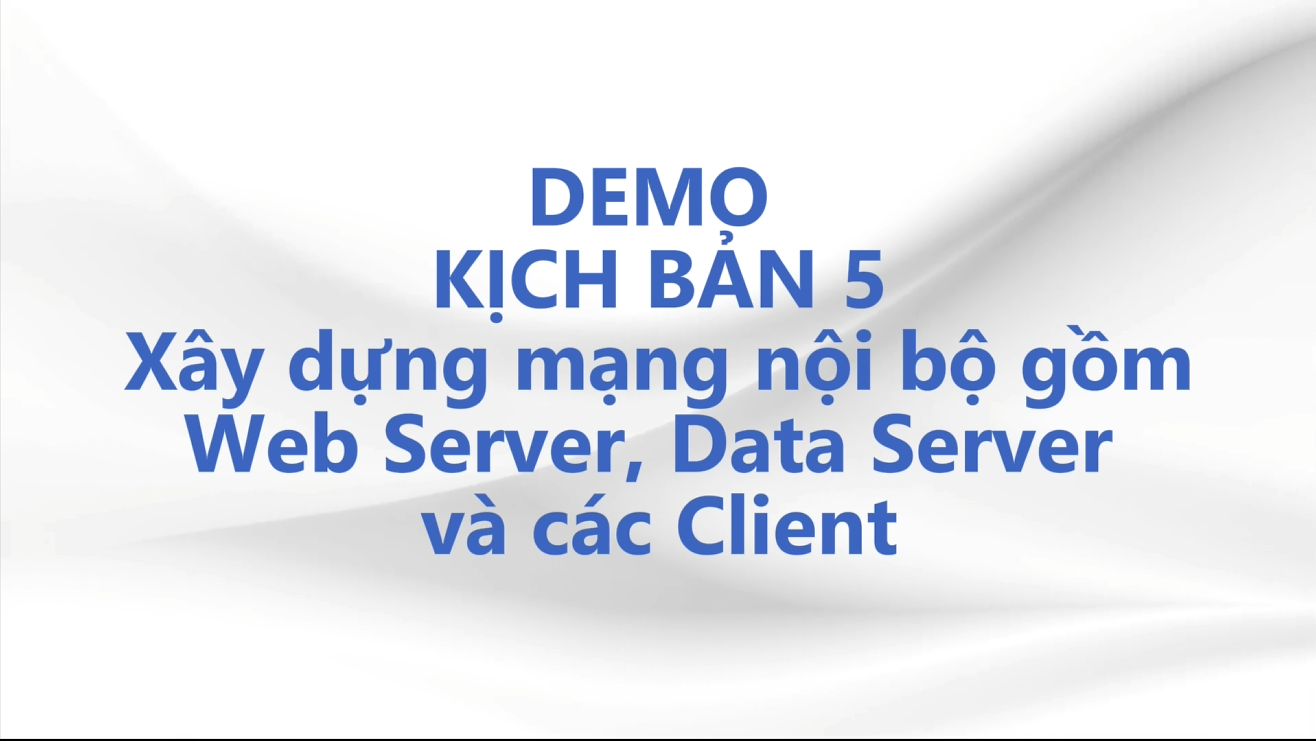 DEMO
KỊCH BẢN 5
Xây dựng mạng nội bộ gồm
Web Server, Data Server
và các Client